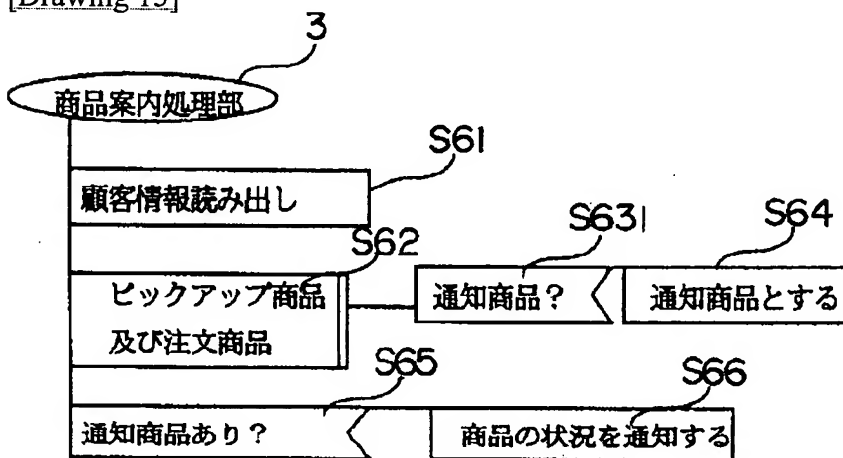 [Drawing 15]
3
商品案内処理部
S61
顧客情報読み出し
S62
ピックアップ商品
及び注文商品
S631
通知商品？
S64
通知商品とする
S65
通知商品あり？
S66
商品の状況を通知する